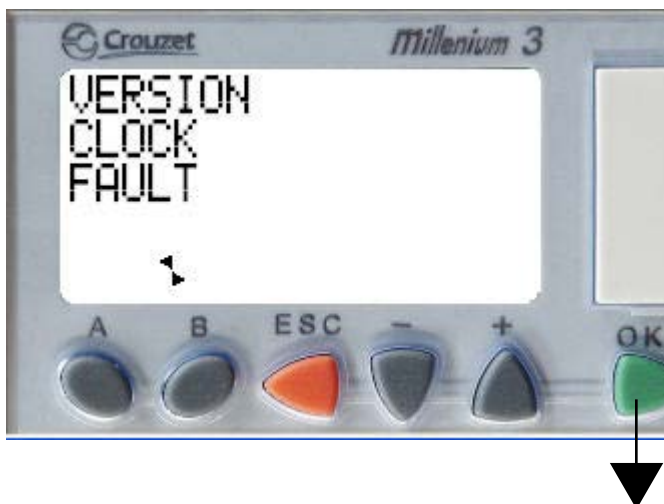 Crouzet
Millenium 3
VERSION
CLOCK
FAULT
A B ESC - + OK